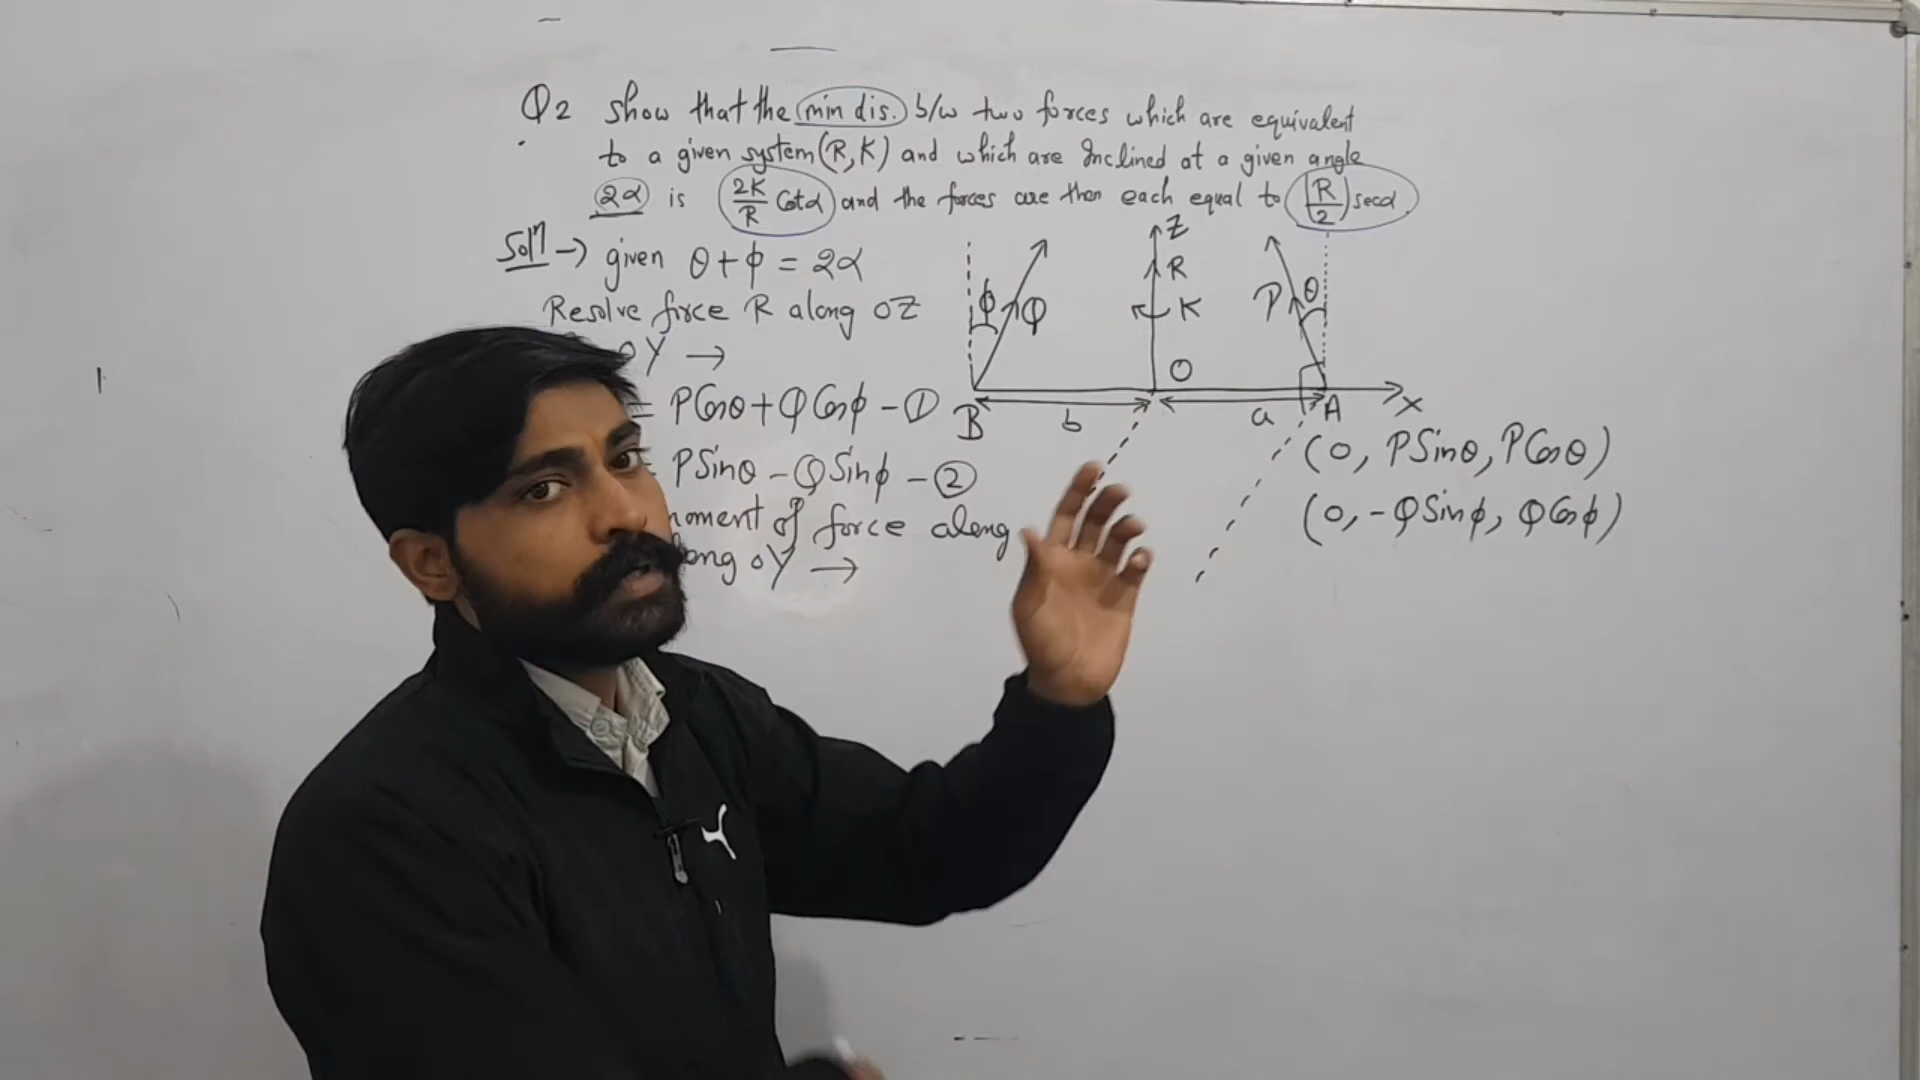 Q2 show that the min dis. b/w two forces which are equivalent
to a given system (R, K) and which are Inclined at a given angle
2α is 2K/R Cotα and the forces are then each equal to (R/2) secα.
Solⁿ → given θ + ϕ = 2α
Resolve force R along OZ
OY →
= PCosθ + QCosϕ - ①
= PSinθ - QSinϕ - ②
moment of force along
along OY →
Z
R
K
O
ϕ
Q
P
θ
B
b
a
A
X
(0, PSinθ, PCosθ)
(0, -QSinϕ, QCosϕ)